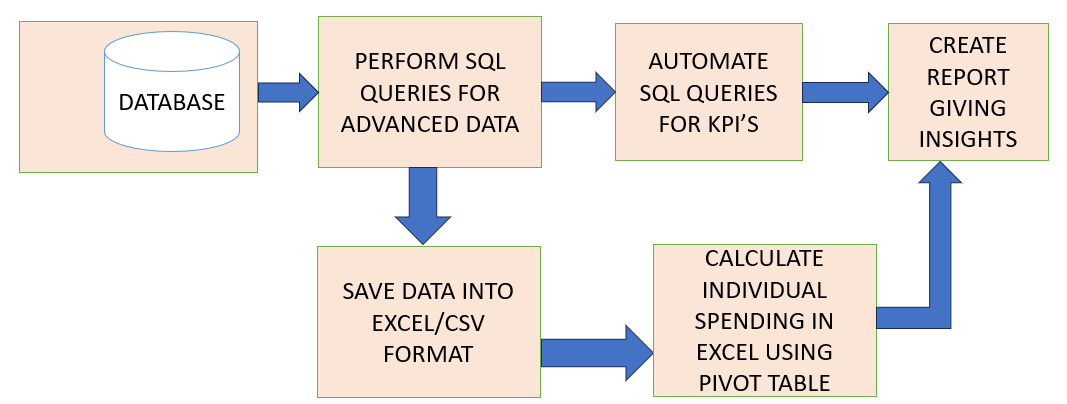 DATABASE
PERFORM SQL
QUERIES FOR
ADVANCED DATA
AUTOMATE
SQL QUERIES
FOR KPI’S
CREATE
REPORT
GIVING
INSIGHTS
SAVE DATA INTO
EXCEL/CSV
FORMAT
CALCULATE
INDIVIDUAL
SPENDING IN
EXCEL USING
PIVOT TABLE